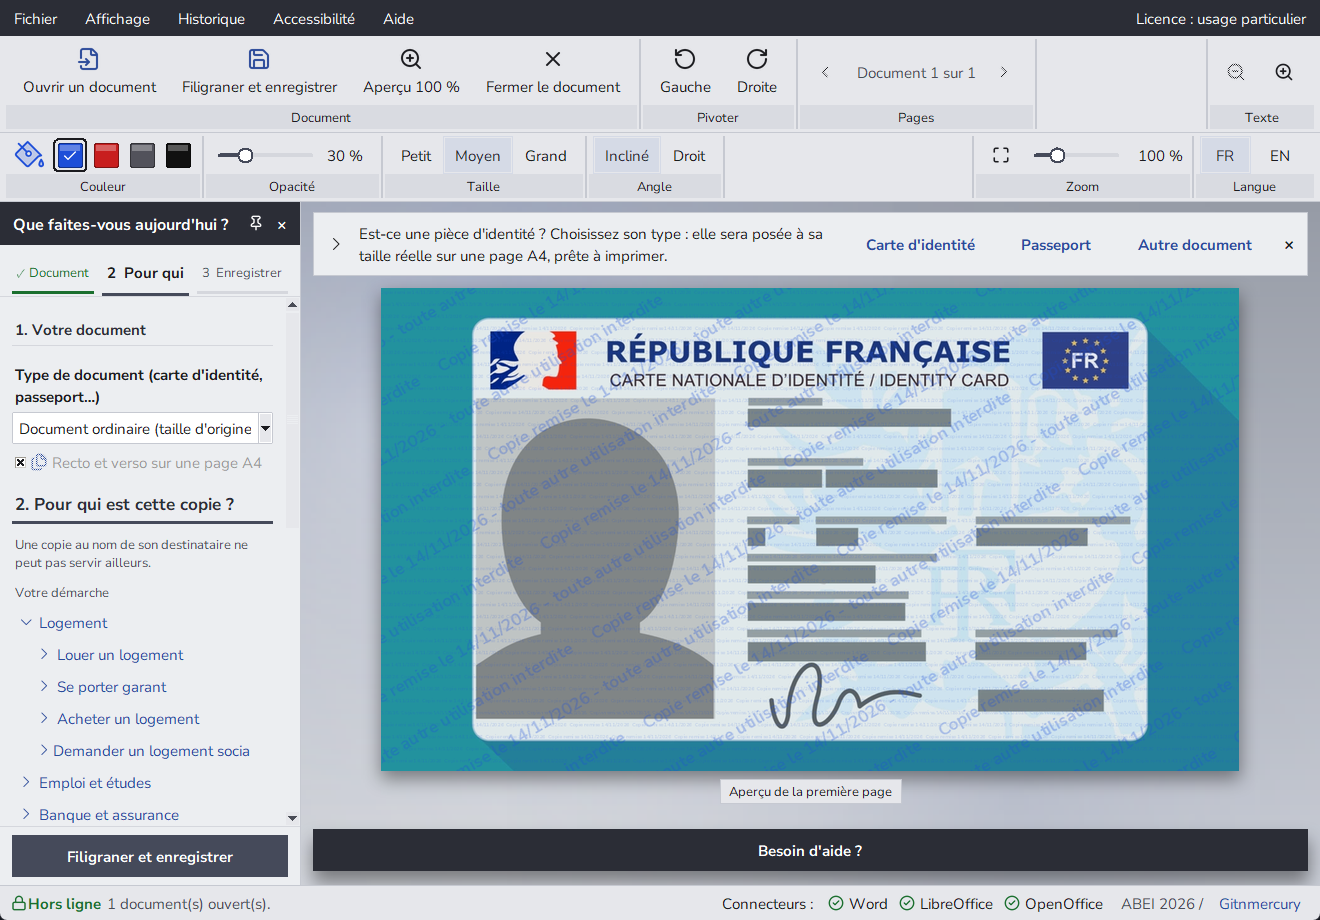 Fichier Affichage Historique Accessibilité Aide Licence : usage particulier
Ouvrir un document Filigraner et enregistrer Aperçu 100 % Fermer le document Gauche Droite Document 1 sur 1
Document Pivoter Pages Texte
30 % Petit Moyen Grand Incliné Droit 100 % FR EN
Couleur Opacité Taille Angle Zoom Langue
Que faites-vous aujourd'hui ?
Document 2 Pour qui 3 Enregistrer
1. Votre document
Type de document (carte d'identité,
passeport...)
Document ordinaire (taille d'origine
Recto et verso sur une page A4
2. Pour qui est cette copie ?
Une copie au nom de son destinataire ne
peut pas servir ailleurs.
Votre démarche
Logement
Louer un logement
Se porter garant
Acheter un logement
Demander un logement socia
Emploi et études
Banque et assurance
Filigraner et enregistrer
Est-ce une pièce d'identité ? Choisissez son type : elle sera posée à sa
taille réelle sur une page A4, prête à imprimer.
Carte d'identité Passeport Autre document
RÉPUBLIQUE FRANÇAISE
CARTE NATIONALE D'IDENTITÉ / IDENTITY CARD
FR
RF
Copie remise le 14/11/2026 - toute autre utilisation interdite
Aperçu de la première page
Besoin d'aide ?
Hors ligne 1 document(s) ouvert(s). Connecteurs : Word LibreOffice OpenOffice ABEI 2026 / Gitnmercury